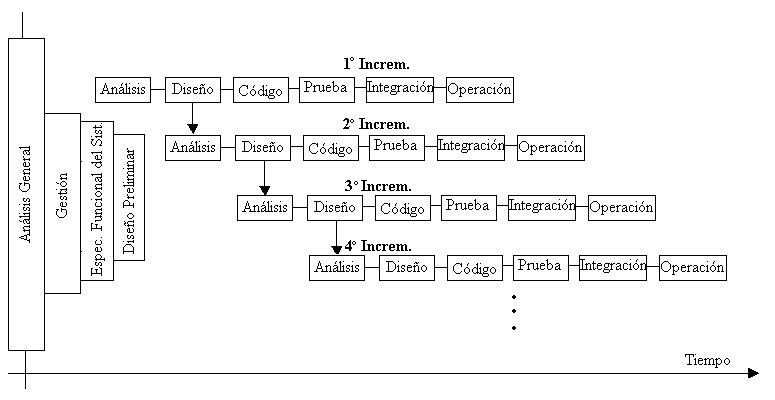 Análisis General
Gestión
Espec. Funcional del Sist.
Diseño Preliminar
1° Increm.
Análisis Diseño Código Prueba Integración Operación
2° Increm.
Análisis Diseño Código Prueba Integración Operación
3° Increm.
Análisis Diseño Código Prueba Integración Operación
4° Increm.
Análisis Diseño Código Prueba Integración Operación
Tiempo